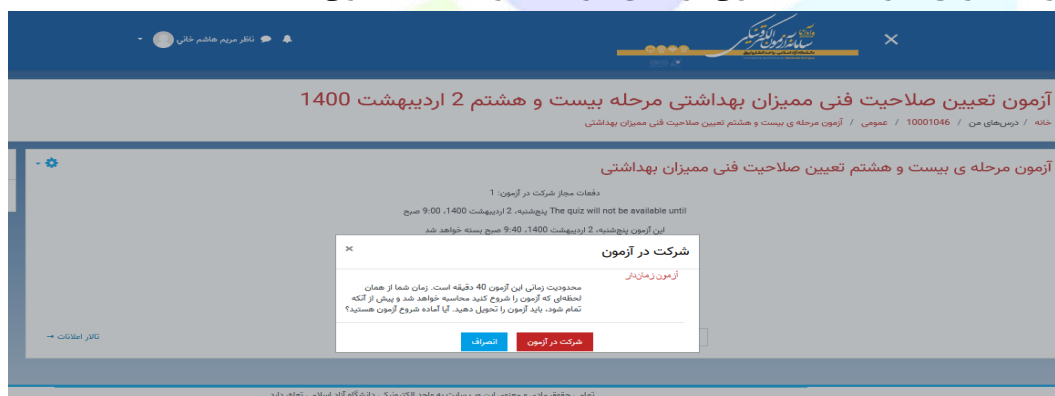 ناظر مریم هاشم خانی
آزمون تعیین صلاحیت فنی ممیزان بهداشتی مرحله بیست و هشتم 2 اردیبهشت 1400
خانه / درس‌های من / 10001046 / عمومی / آزمون مرحله ی بیست و هشتم تعیین صلاحیت فنی ممیزان بهداشتی
آزمون مرحله ی بیست و هشتم تعیین صلاحیت فنی ممیزان بهداشتی
دفعات مجاز شرکت در آزمون: 1
The quiz will not be available until پنج‌شنبه، 2 اردیبهشت 1400، 9:00 صبح
این آزمون پنج‌شنبه، 2 اردیبهشت 1400، 9:40 صبح بسته خواهد شد
شرکت در آزمون
آزمون زمان‌دار
محدودیت زمانی این آزمون 40 دقیقه است. زمان شما از همان
لحظه‌ای که آزمون را شروع کنید محاسبه خواهد شد و پیش از آنکه
تمام شود، باید آزمون را تحویل دهید. آیا آماده شروع آزمون هستید؟
شرکت در آزمون
انصراف
تالار اعلانات